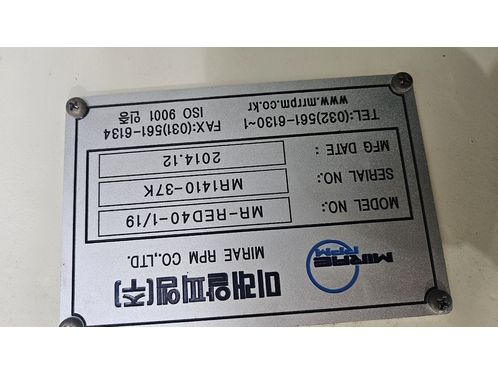 MIRAE
RPM
미래알피엠(주)
MIRAE RPM CO.,LTD.
MODEL NO.: MR-RED40-1/19
SERIAL NO.: MR1410-37K
MFG DATE : 2014.12
TEL:(032)561-6130~1 FAX:(031)561-6134
www.mrrpm.co.kr ISO 9001 인증